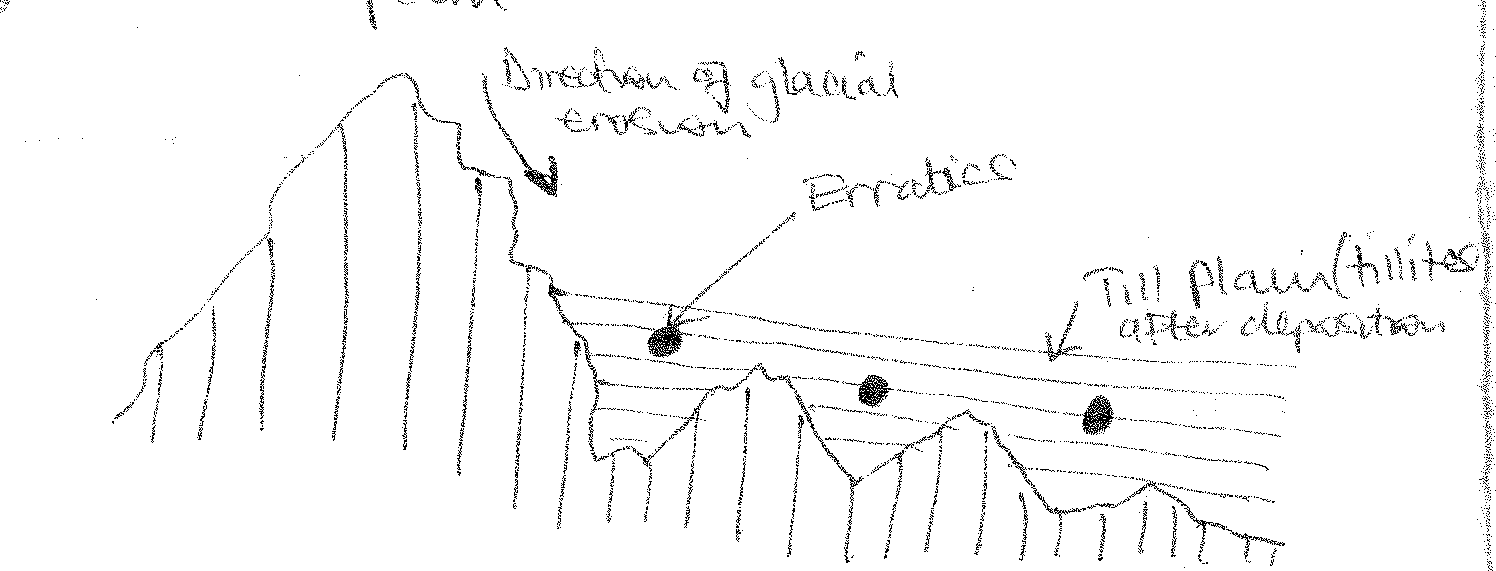 Direction of glacial
erosion
Erratics
Till Plain (tillites
after deposition